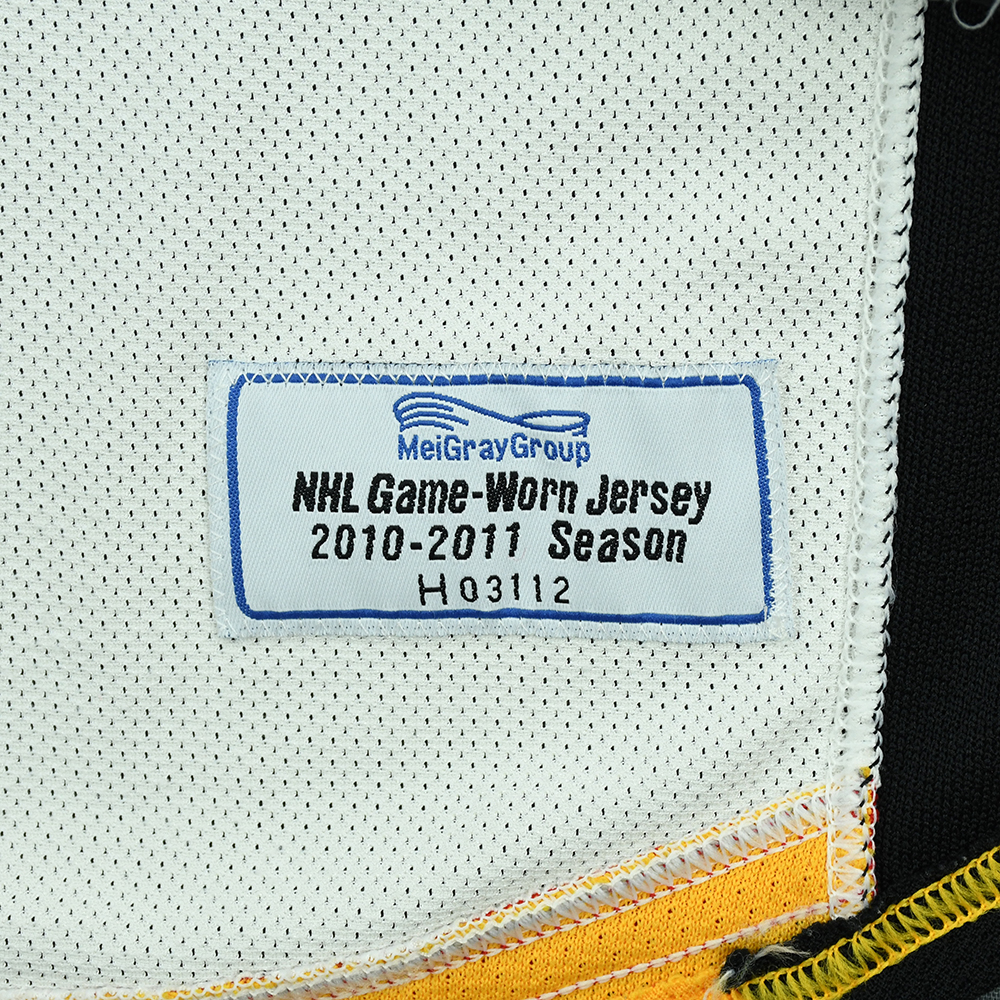 MeiGrayGroup
NHL Game-Worn Jersey
2010-2011 Season
H03112